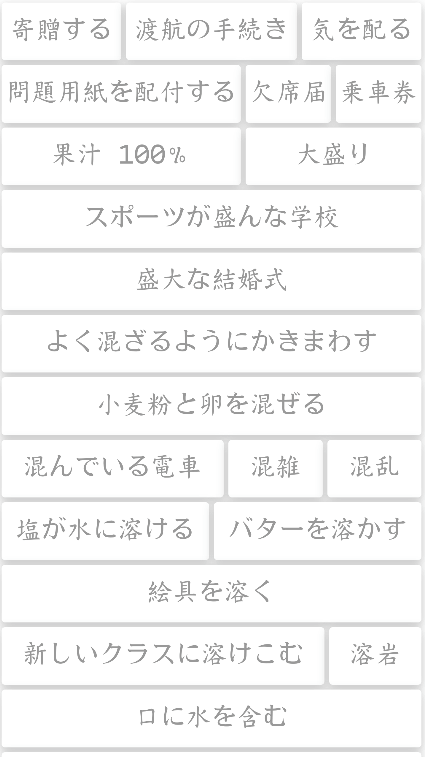 寄贈する 渡航の手続き 気を配る
問題用紙を配付する 欠席届 乗車券
果汁 100% 大盛り
スポーツが盛んな学校
盛大な結婚式
よく混ざるようにかきまわす
小麦粉と卵を混ぜる
混んでいる電車 混雑 混乱
塩が水に溶ける バターを溶かす
絵具を溶く
新しいクラスに溶けこむ 溶岩
口に水を含む